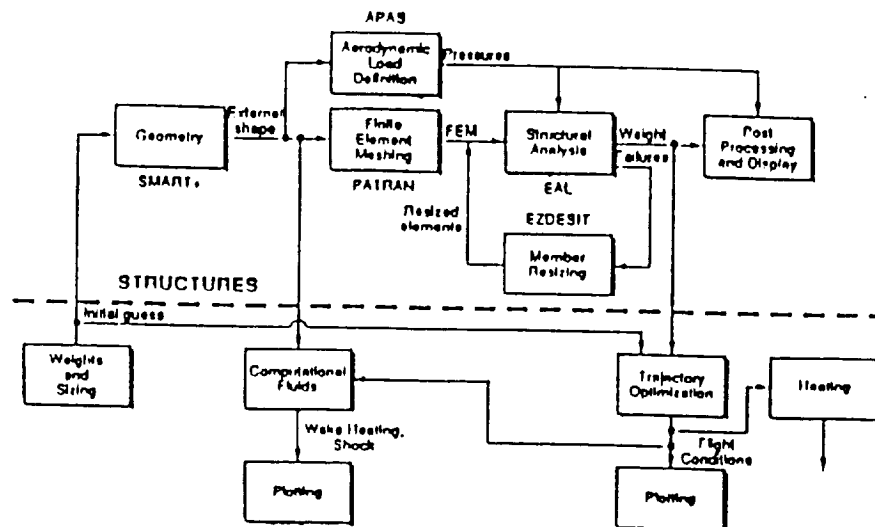 APAS
Aerodynamic
Load
Definition
Pressures
External
shape
Geometry
SMART
Finite
Element
Meshing
PATRAN
FEM
Structural
Analysis
EAL
Weight
Failures
Post
Processing
and Display
Resized
elements
EZDESIT
Member
Resizing
STRUCTURES
Initial guess
Weights
and
Sizing
Computational
Fluids
Trajectory
Optimization
Heating
Wake Heating,
Shock
Flight
Conditions
Plotting
Plotting